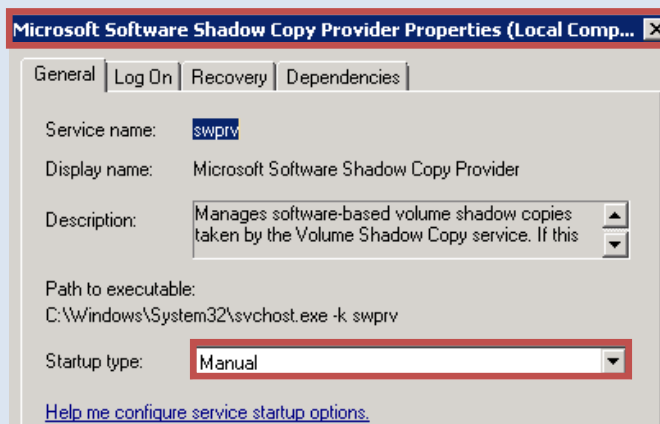 Microsoft Software Shadow Copy Provider Properties (Local Comp...
General Log On Recovery Dependencies
Service name: swprv
Display name: Microsoft Software Shadow Copy Provider
Description: Manages software-based volume shadow copies
taken by the Volume Shadow Copy service. If this
Path to executable:
C:\Windows\System32\svchost.exe -k swprv
Startup type: Manual
Help me configure service startup options.